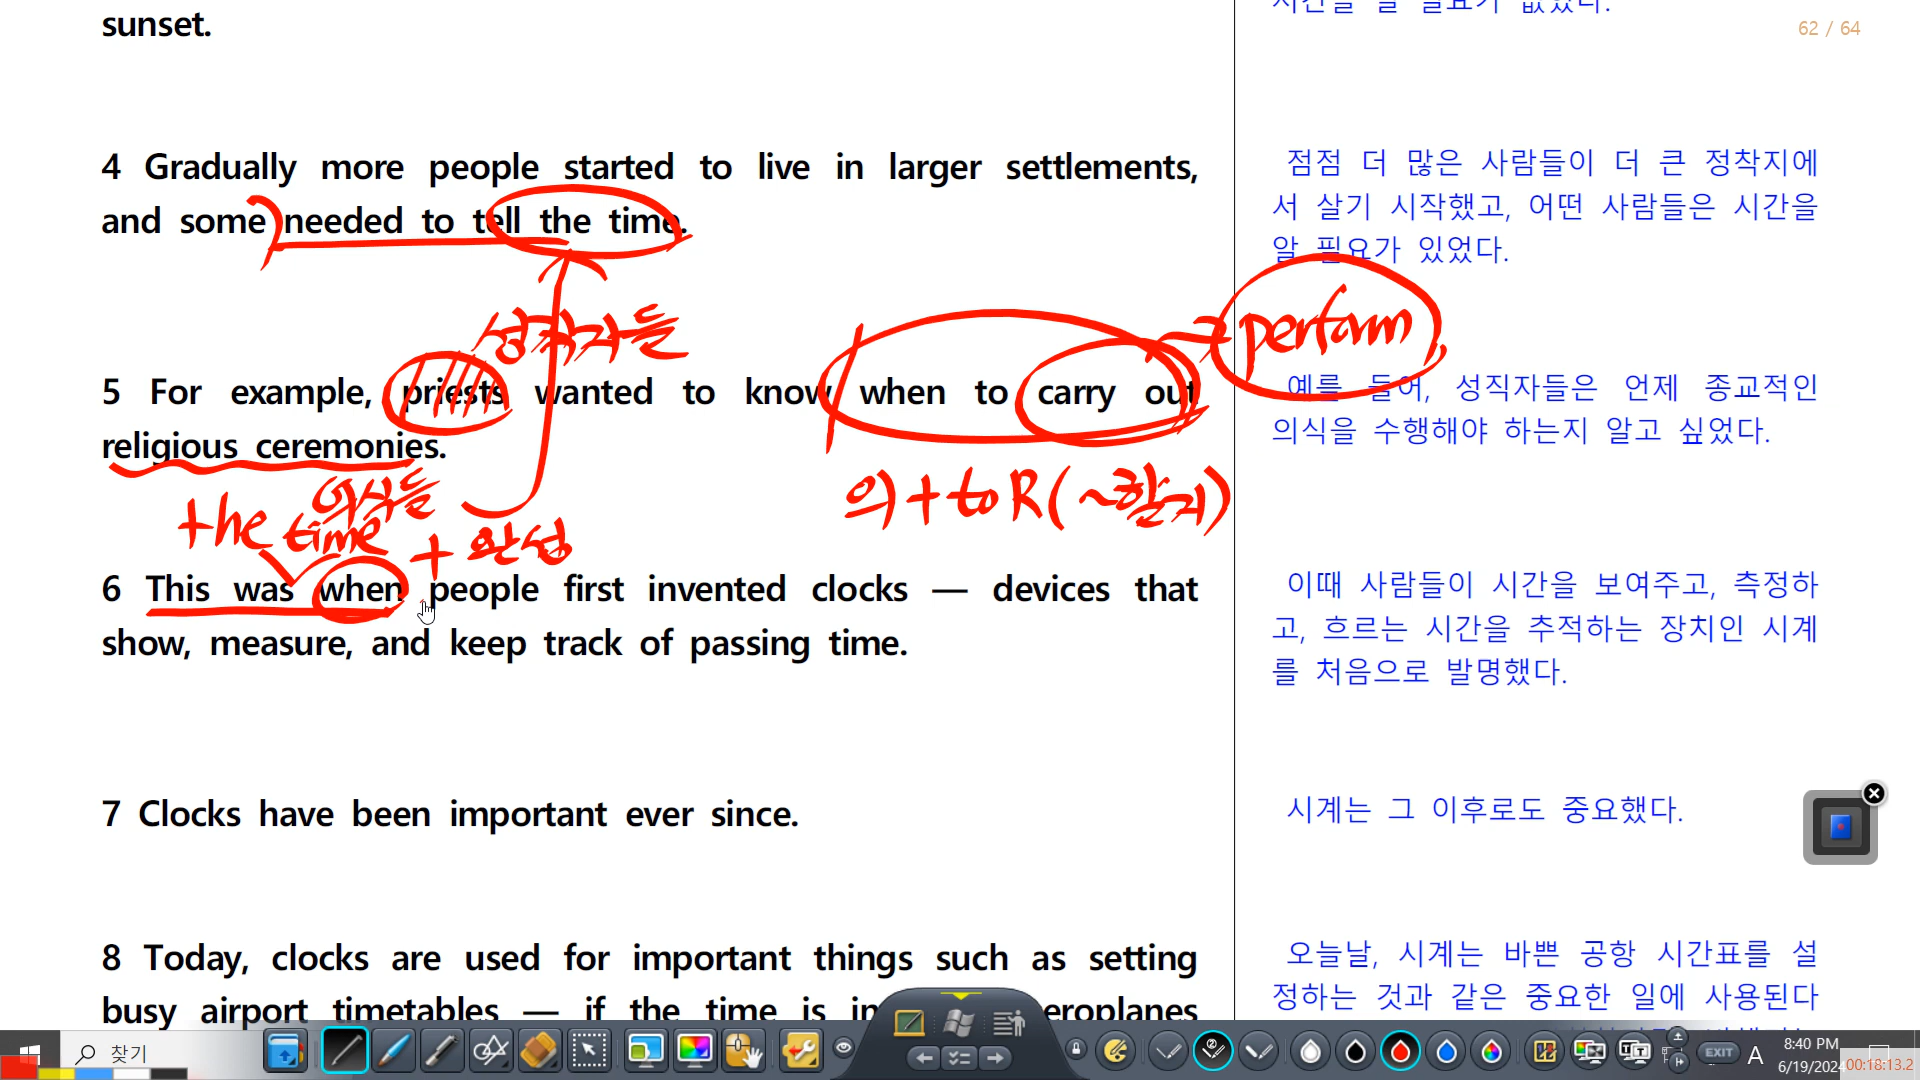 sunset.
62 / 64
4 Gradually more people started to live in larger settlements,
and some needed to tell the time.
점점 더 많은 사람들이 더 큰 정착지에
서 살기 시작했고, 어떤 사람들은 시간을
알 필요가 있었다.
성직자들
perform
5 For example, priests wanted to know when to carry out
religious ceremonies.
예를 들어, 성직자들은 언제 종교적인
의식을 수행해야 하는지 알고 싶었다.
의식들
의+to R(~할지)
the time
+완성
6 This was when people first invented clocks — devices that
show, measure, and keep track of passing time.
이때 사람들이 시간을 보여주고, 측정하
고, 흐르는 시간을 추적하는 장치인 시계
를 처음으로 발명했다.
7 Clocks have been important ever since.
시계는 그 이후로도 중요했다.
8 Today, clocks are used for important things such as setting
busy airport timetables — if the time is
오늘날, 시계는 바쁜 공항 시간표를 설
정하는 것과 같은 중요한 일에 사용된다
찾기
EXIT
A
8:40 PM
6/19/2024
00:18:13.2